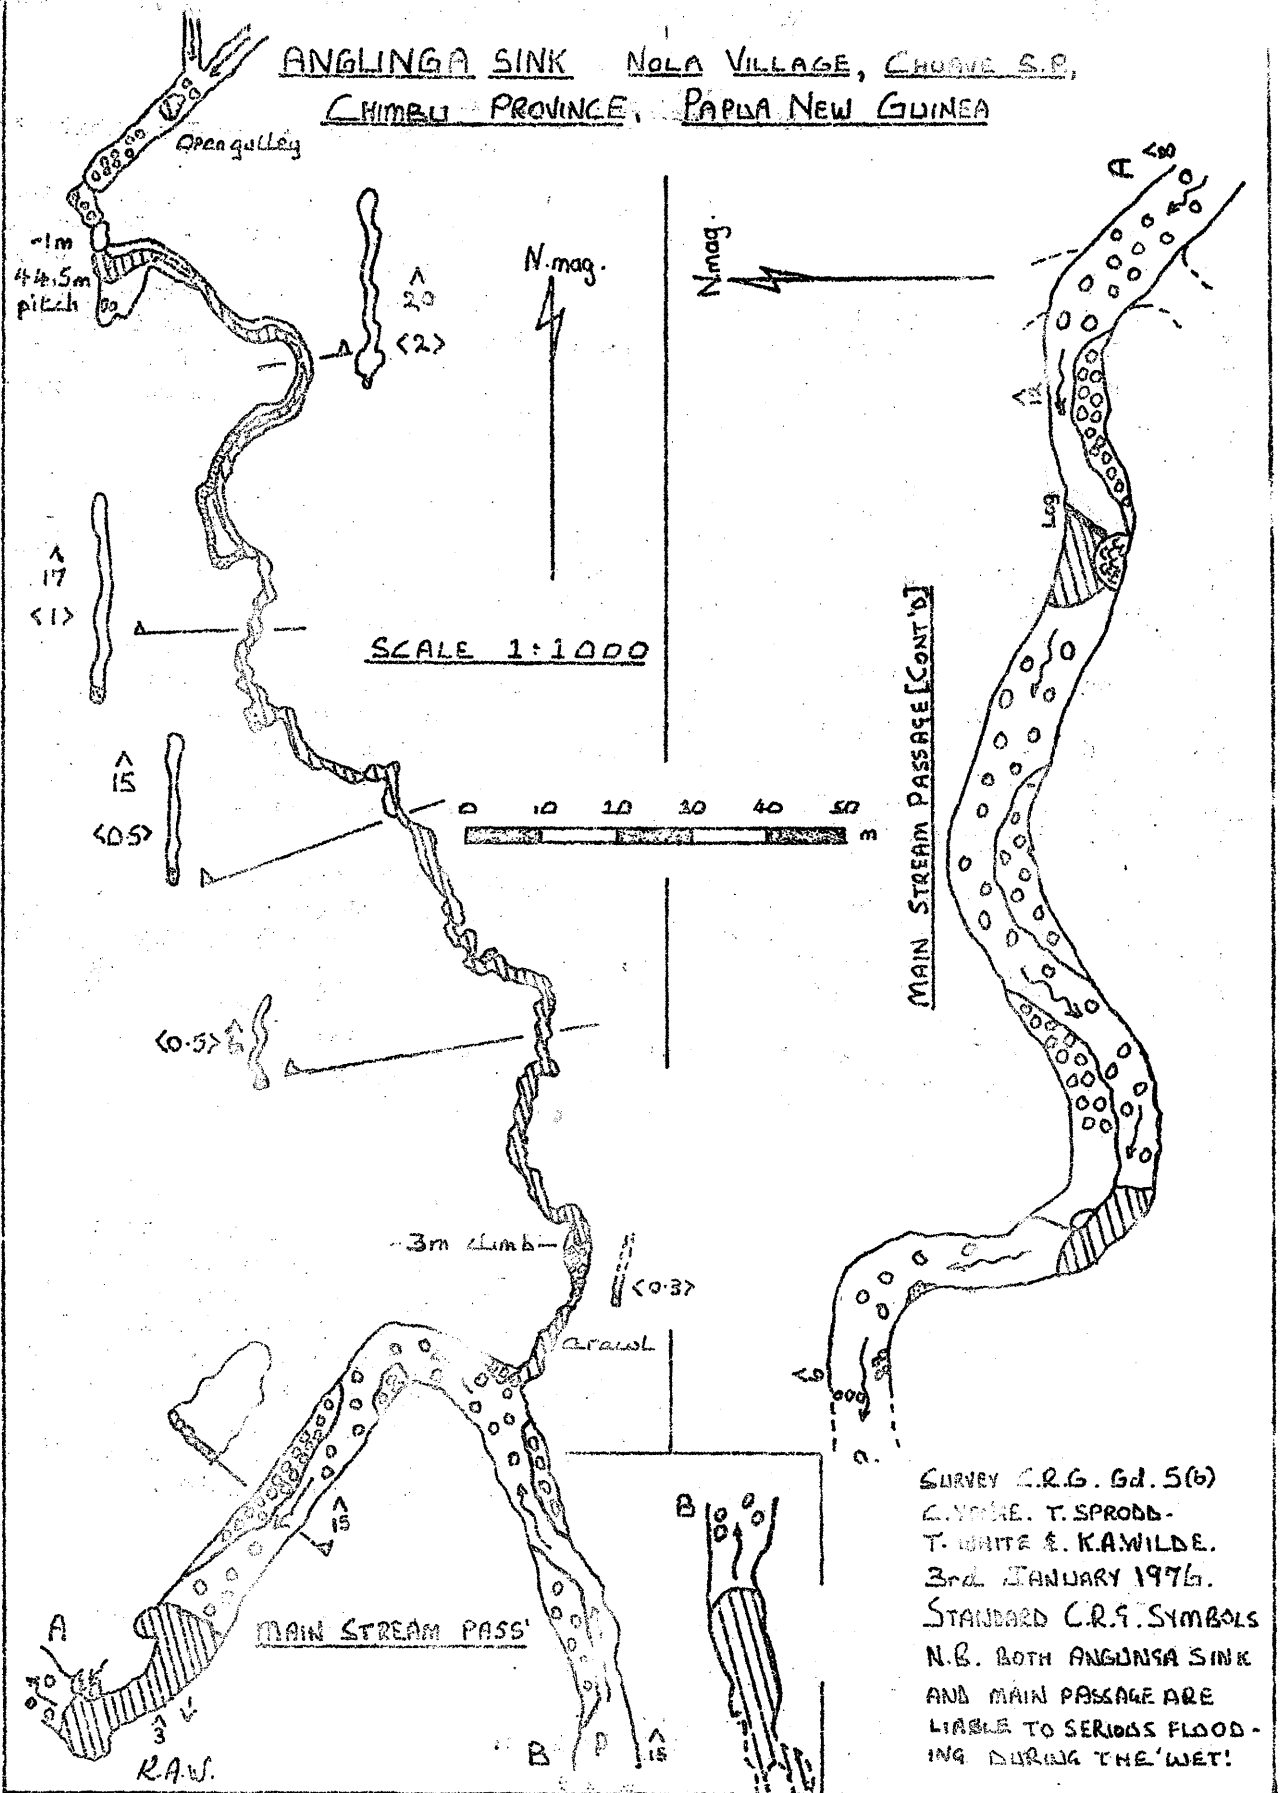 ANGLINGA SINK NOLA VILLAGE, CHUAVE S.P,
CHIMBU PROVINCE, PAPUA NEW GUINEA
Open gulley
~1m
44.5m
pitch
20
<2>
N.mag.
N.mag.
A
<8
12
Log
17
<1>
SCALE 1:1000
15
<0.5>
0 10 20 30 40 50
m
MAIN STREAM PASSAGE [CONT'D]
<0.5>
3m climb
<0.3>
crawl
<6
15
MAIN STREAM PASS'
A
3
K.A.W.
B
15
B
SURVEY C.R.G. Gd. 5(b)
T. SPRODD.
T. WHITE & K.A.WILDE.
3rd JANUARY 1976.
STANDARD C.R.G. SYMBOLS
N.B. BOTH ANGLINGA SINK
AND MAIN PASSAGE ARE
LIABLE TO SERIOUS FLOOD-
ING DURING THE 'WET!